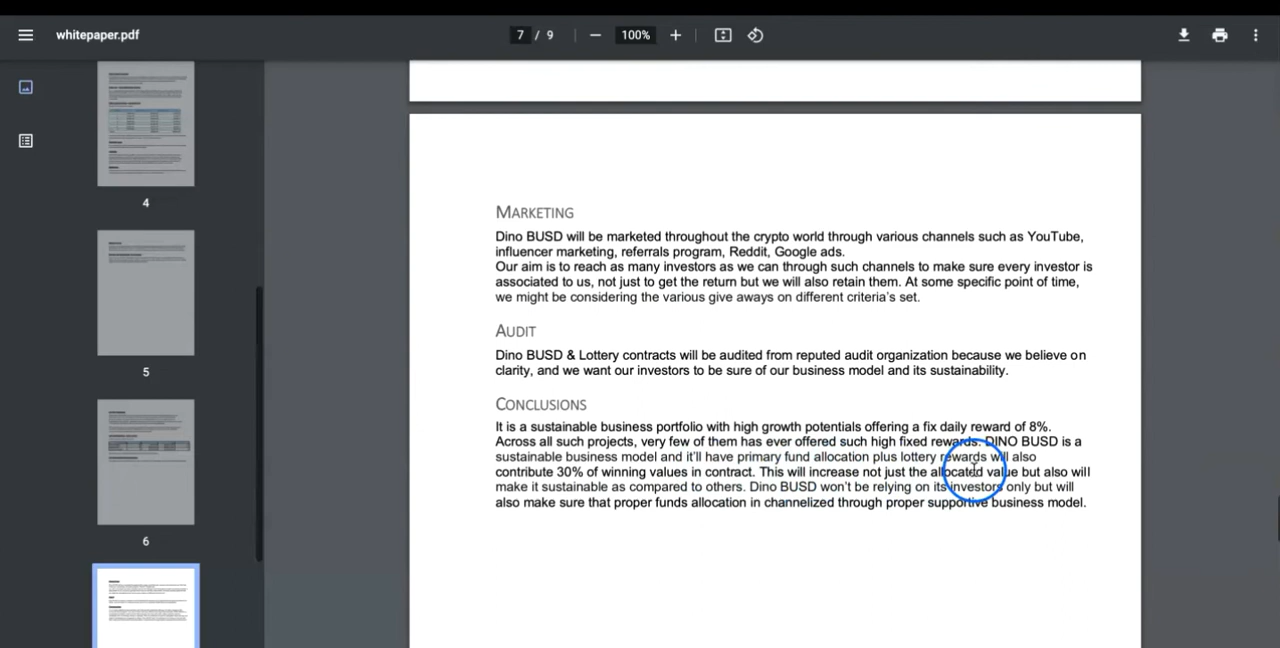 whitepaper.pdf
7 / 9
100%
4
5
6
MARKETING
Dino BUSD will be marketed throughout the crypto world through various channels such as YouTube,
influencer marketing, referrals program, Reddit, Google ads.
Our aim is to reach as many investors as we can through such channels to make sure every investor is
associated to us, not just to get the return but we will also retain them. At some specific point of time,
we might be considering the various give aways on different criteria's set.
AUDIT
Dino BUSD & Lottery contracts will be audited from reputed audit organization because we believe on
clarity, and we want our investors to be sure of our business model and its sustainability.
CONCLUSIONS
It is a sustainable business portfolio with high growth potentials offering a fix daily reward of 8%.
Across all such projects, very few of them has ever offered such high fixed rewards. DINO BUSD is a
sustainable business model and it'll have primary fund allocation plus lottery rewards will also
contribute 30% of winning values in contract. This will increase not just the allocated value but also will
make it sustainable as compared to others. Dino BUSD won't be relying on its investors only but will
also make sure that proper funds allocation in channelized through proper supportive business model.